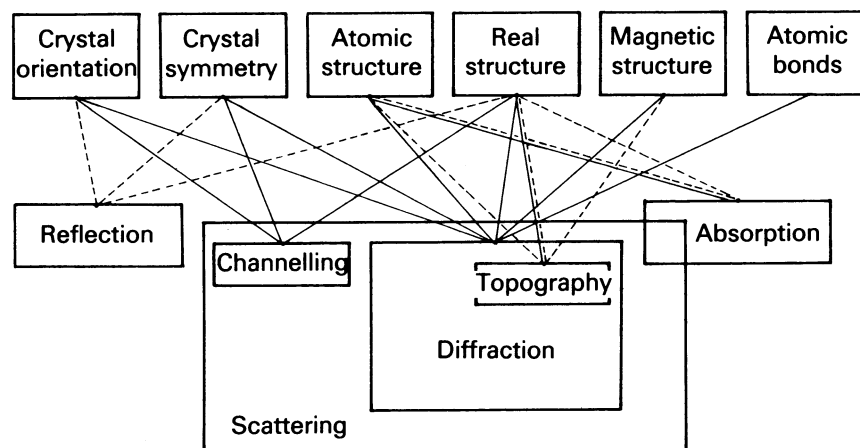 Crystal
orientation
Crystal
symmetry
Atomic
structure
Real
structure
Magnetic
structure
Atomic
bonds
Reflection
Absorption
Channelling
Topography
Diffraction
Scattering